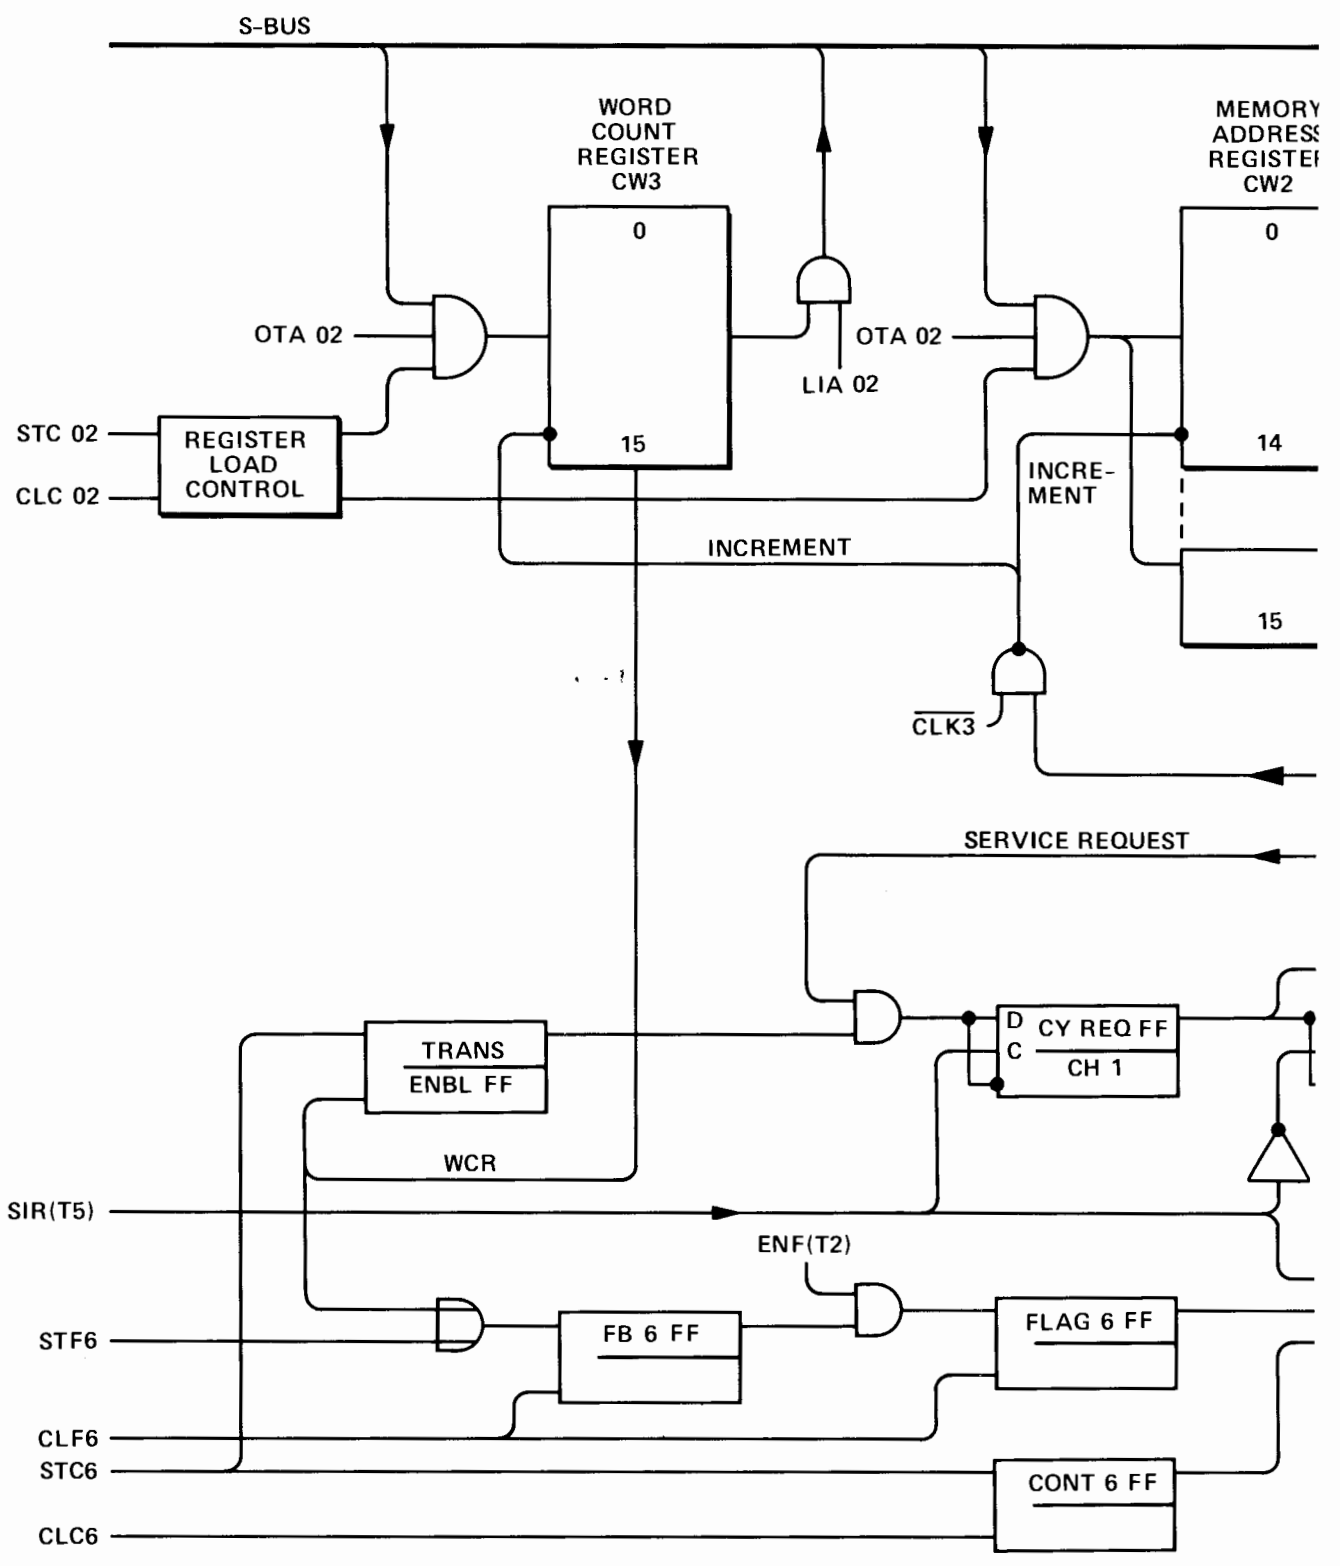 S-BUS
WORD
COUNT
REGISTER
CW3
MEMORY
ADDRESS
REGISTER
CW2
0
0
OTA 02
OTA 02
LIA 02
STC 02
REGISTER
LOAD
CONTROL
CLC 02
15
14
INCRE-
MENT
INCREMENT
15
CLK3
SERVICE REQUEST
D
CY REQ FF
C
CH 1
TRANS
ENBL FF
WCR
SIR(T5)
ENF(T2)
STF6
FB 6 FF
FLAG 6 FF
CLF6
STC6
CONT 6 FF
CLC6